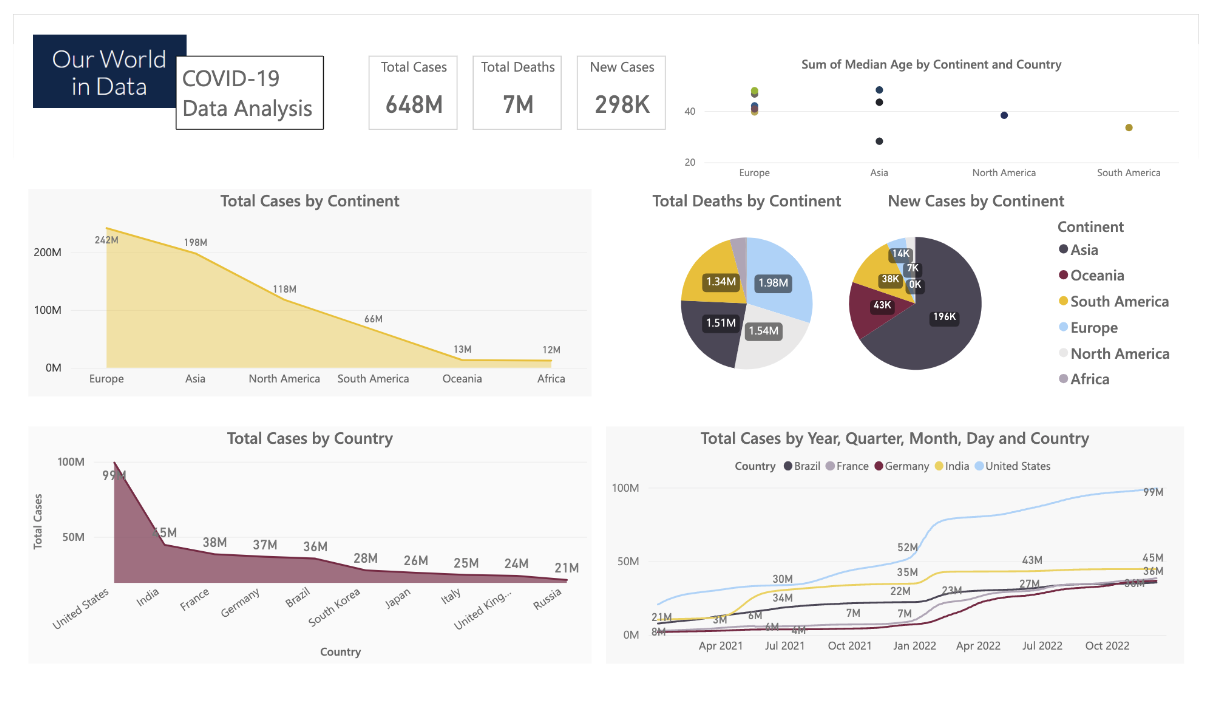 Our World
in Data
COVID-19
Data Analysis
Total Cases
648M
Total Deaths
7M
New Cases
298K
Sum of Median Age by Continent and Country
40
20
Europe Asia North America South America
Total Cases by Continent
200M
100M
0M
242M
198M
118M
66M
13M
12M
Europe Asia North America South America Oceania Africa
Total Deaths by Continent
1.34M
1.98M
1.51M
1.54M
New Cases by Continent
14K
7K
38K
0K
43K
196K
Continent
Asia
Oceania
South America
Europe
North America
Africa
Total Cases by Country
Total Cases
100M
50M
99M
45M
38M
37M
36M
28M
26M
25M
24M
21M
United States India France Germany Brazil South Korea Japan Italy United King... Russia
Country
Total Cases by Year, Quarter, Month, Day and Country
Country Brazil France Germany India United States
100M
50M
0M
21M
8M
3M
6M
30M
34M
6M
4M
7M
52M
35M
22M
7M
23M
43M
27M
99M
45M
36M
36M
Apr 2021 Jul 2021 Oct 2021 Jan 2022 Apr 2022 Jul 2022 Oct 2022